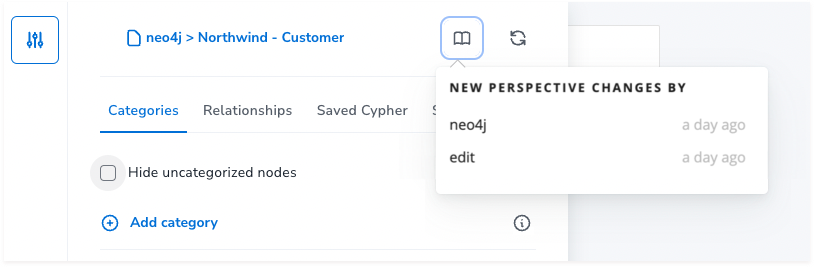 neo4j > Northwind - Customer
NEW PERSPECTIVE CHANGES BY
neo4j a day ago
edit a day ago
Categories Relationships Saved Cypher S
Hide uncategorized nodes
Add category